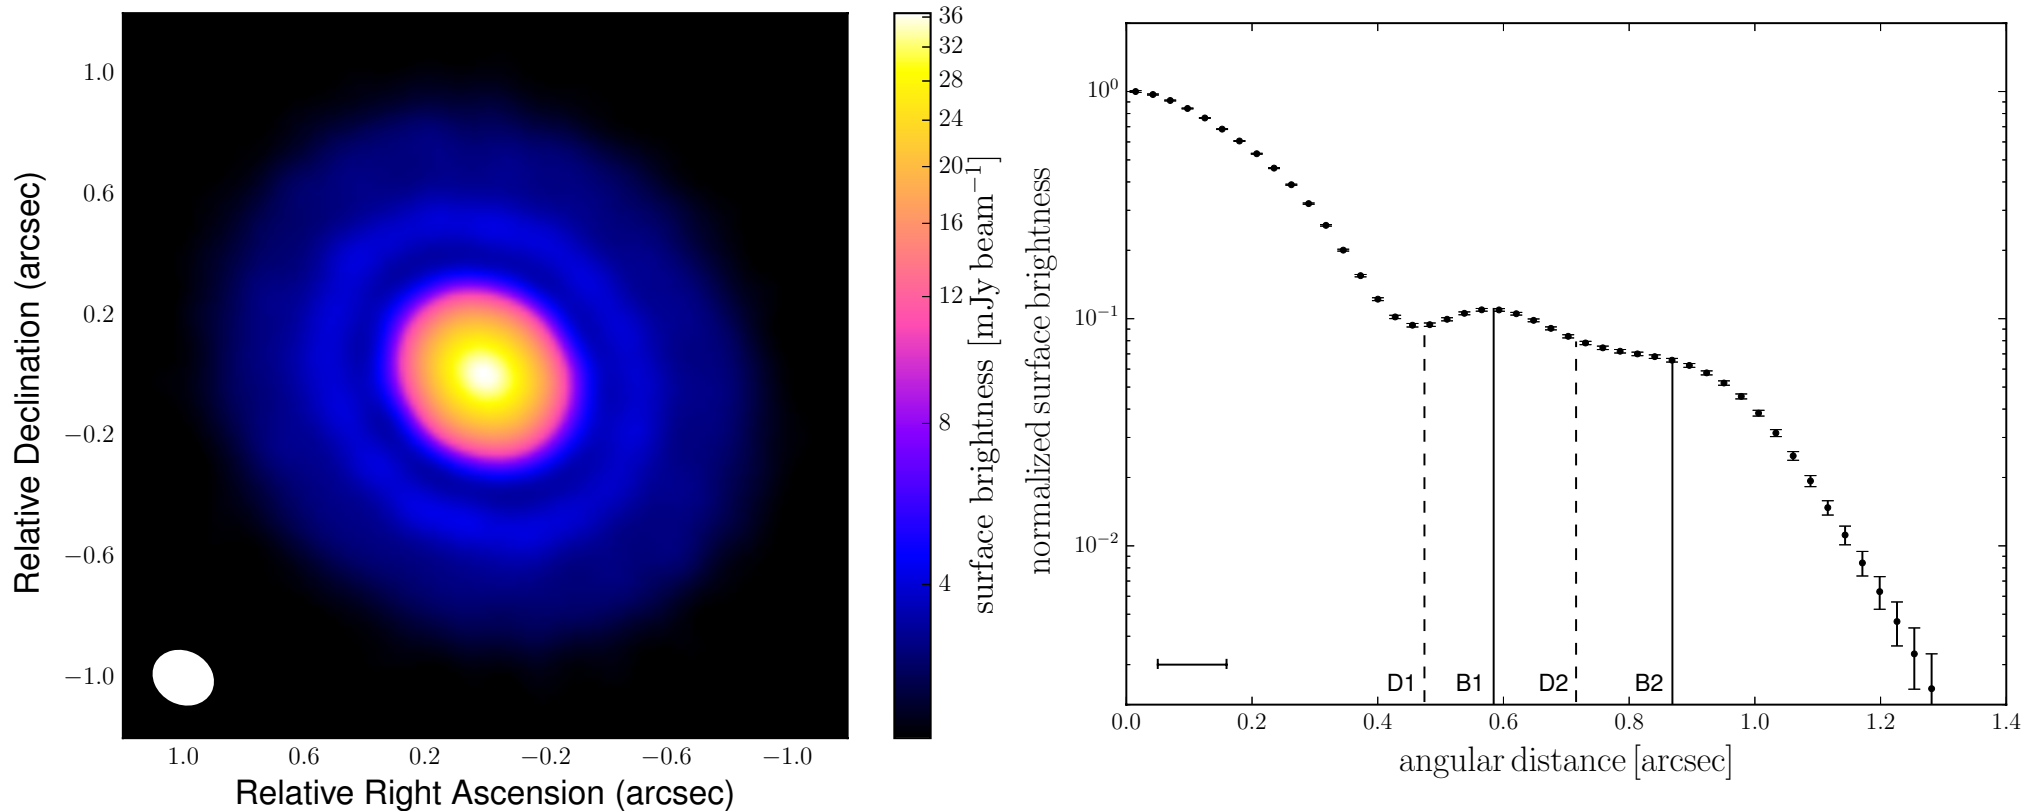 1.0
0.6
0.2
−0.2
−0.6
−1.0
Relative Declination (arcsec)
1.0 0.6 0.2 −0.2 −0.6 −1.0
Relative Right Ascension (arcsec)
36
32
28
24
20
16
12
8
4
surface brightness [mJy beam⁻¹]
10⁰
10⁻¹
10⁻²
normalized surface brightness
D1 B1 D2 B2
0.0 0.2 0.4 0.6 0.8 1.0 1.2 1.4
angular distance [arcsec]